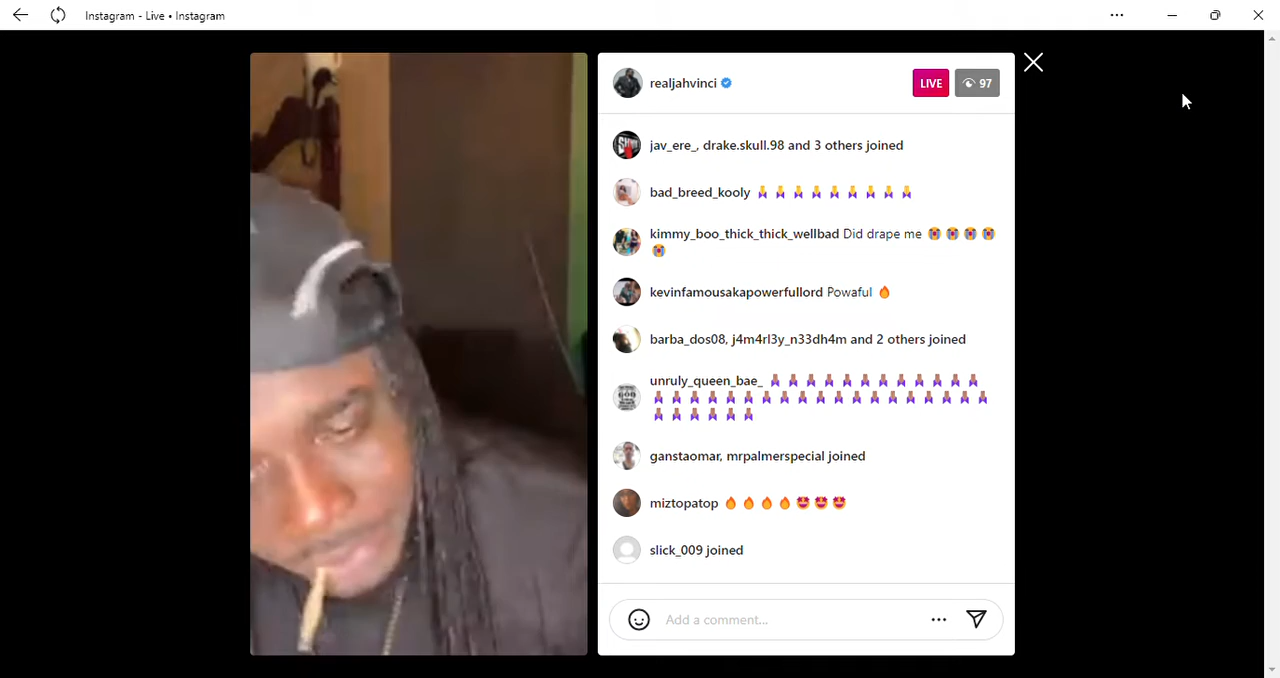 Instagram - Live • Instagram
realjahvinci
LIVE
97
jav_ere_, drake.skull.98 and 3 others joined
bad_breed_kooly
kimmy_boo_thick_thick_wellbad Did drape me 😭 😭 😭 😭
😭
kevinfamousakapowerfullord Powaful 🔥
barba_dos08, j4m4rl3y_n33dh4m and 2 others joined
unruly_queen_bae_
ganstaomar, mrpalmerspecial joined
miztopatop 🔥 🔥 🔥 🔥 🤩 🤩 🤩
slick_009 joined
Add a comment...